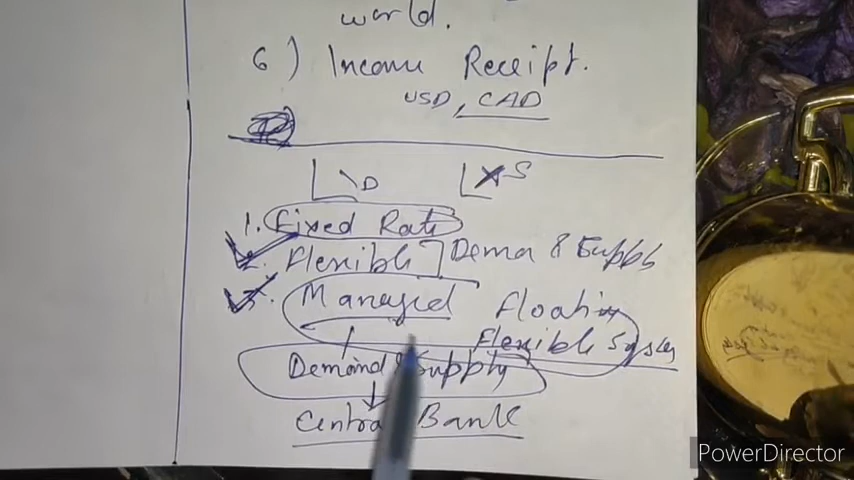 world.
6) Income Receipt.
USD, CAD
D
S
1. Fixed Rate
2. Flexible ] Deman & Supply
3. Managed Floating
Flexible System
Demand & Supply
Central Bank
PowerDirector